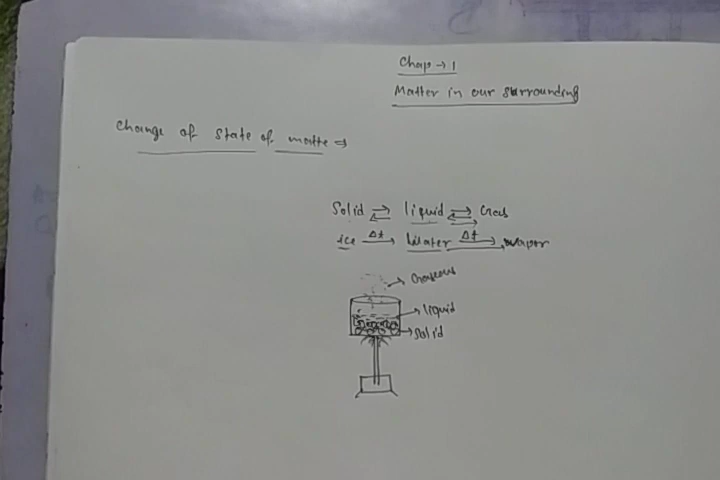 Chap → 1
Matter in our surrounding
change of state of matte ⇒
Solid ⇌ liquid ⇌ Gas
ice Δt→ Water Δt→ vapor
Gaseous
liquid
solid